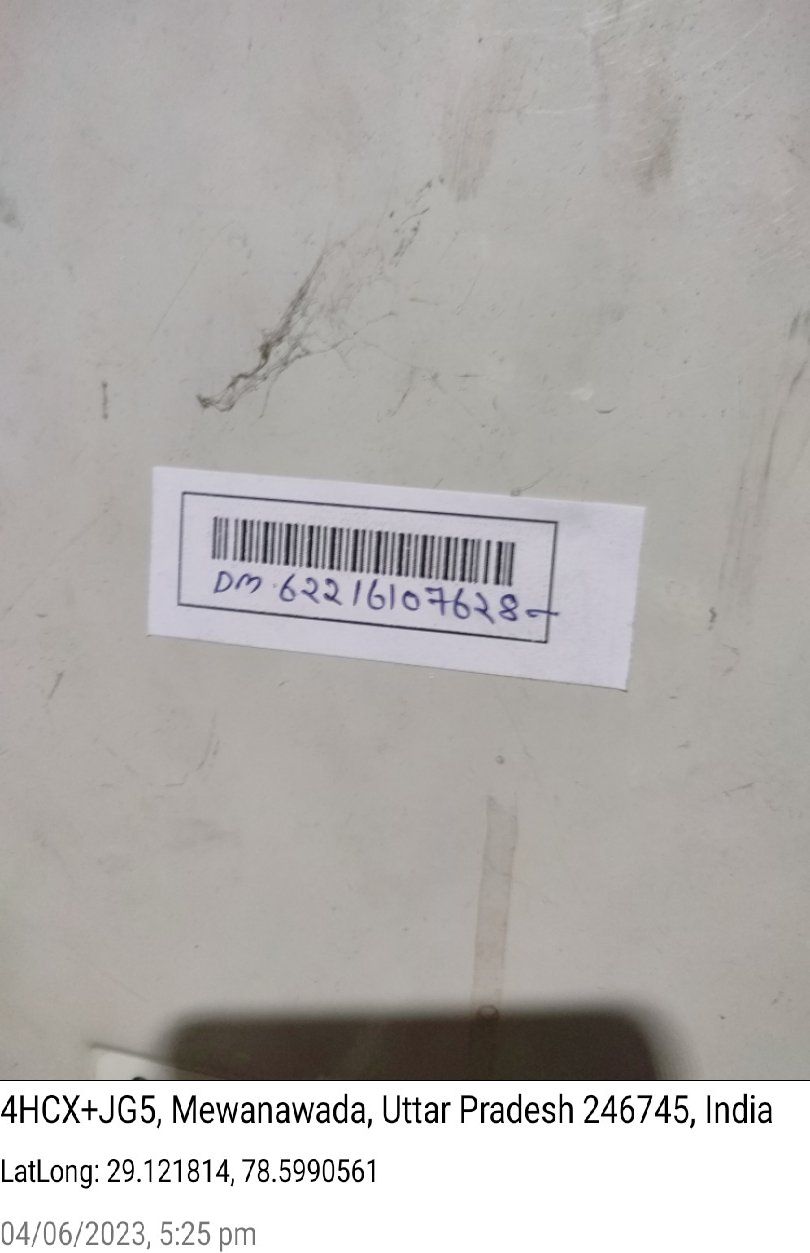 DM 62216107628
4HCX+JG5, Mewanawada, Uttar Pradesh 246745, India
LatLong: 29.121814, 78.5990561
04/06/2023, 5:25 pm